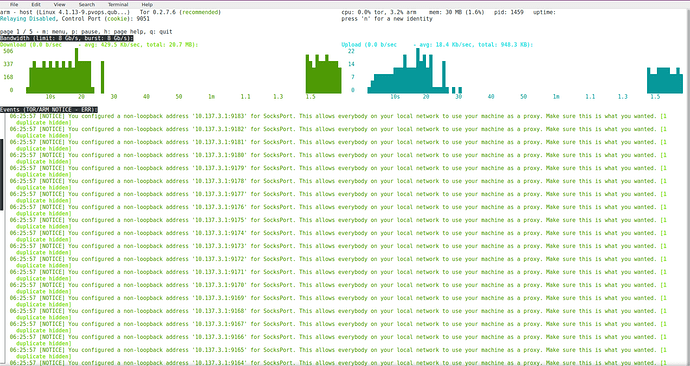 File Edit View Search Terminal Help
arm - host (Linux 4.1.13-9.pvops.qub...) Tor 0.2.7.6 (recommended) cpu: 0.0% tor, 3.2% arm mem: 30 MB (1.6%) pid: 1459 uptime:
Relaying Disabled, Control Port (cookie): 9051 press 'n' for a new identity
page 1 / 5 - m: menu, p: pause, h: page help, q: quit
Bandwidth (limit: 8 Gb/s, burst: 8 Gb/s):
Download (0.0 b/sec - avg: 429.5 Kb/sec, total: 20.7 MB): Upload (0.0 b/sec - avg: 18.4 Kb/sec, total: 948.3 KB):
506 22
337 14
168 7
0 0
10s 20 30 40 50 1m 1.1 1.3 1.5 10s 20 30 40 50 1m 1.1 1.3 1.5
Events (TOR/ARM NOTICE - ERR):
06:25:57 [NOTICE] You configured a non-loopback address '10.137.3.1:9183' for SocksPort. This allows everybody on your local network to use your machine as a proxy. Make sure this is what you wanted. [1
duplicate hidden]
06:25:57 [NOTICE] You configured a non-loopback address '10.137.3.1:9182' for SocksPort. This allows everybody on your local network to use your machine as a proxy. Make sure this is what you wanted. [1
duplicate hidden]
06:25:57 [NOTICE] You configured a non-loopback address '10.137.3.1:9181' for SocksPort. This allows everybody on your local network to use your machine as a proxy. Make sure this is what you wanted. [1
duplicate hidden]
06:25:57 [NOTICE] You configured a non-loopback address '10.137.3.1:9180' for SocksPort. This allows everybody on your local network to use your machine as a proxy. Make sure this is what you wanted. [1
duplicate hidden]
06:25:57 [NOTICE] You configured a non-loopback address '10.137.3.1:9179' for SocksPort. This allows everybody on your local network to use your machine as a proxy. Make sure this is what you wanted. [1
duplicate hidden]
06:25:57 [NOTICE] You configured a non-loopback address '10.137.3.1:9178' for SocksPort. This allows everybody on your local network to use your machine as a proxy. Make sure this is what you wanted. [1
duplicate hidden]
06:25:57 [NOTICE] You configured a non-loopback address '10.137.3.1:9177' for SocksPort. This allows everybody on your local network to use your machine as a proxy. Make sure this is what you wanted. [1
duplicate hidden]
06:25:57 [NOTICE] You configured a non-loopback address '10.137.3.1:9176' for SocksPort. This allows everybody on your local network to use your machine as a proxy. Make sure this is what you wanted. [1
duplicate hidden]
06:25:57 [NOTICE] You configured a non-loopback address '10.137.3.1:9175' for SocksPort. This allows everybody on your local network to use your machine as a proxy. Make sure this is what you wanted. [1
duplicate hidden]
06:25:57 [NOTICE] You configured a non-loopback address '10.137.3.1:9174' for SocksPort. This allows everybody on your local network to use your machine as a proxy. Make sure this is what you wanted. [1
duplicate hidden]
06:25:57 [NOTICE] You configured a non-loopback address '10.137.3.1:9173' for SocksPort. This allows everybody on your local network to use your machine as a proxy. Make sure this is what you wanted. [1
duplicate hidden]
06:25:57 [NOTICE] You configured a non-loopback address '10.137.3.1:9172' for SocksPort. This allows everybody on your local network to use your machine as a proxy. Make sure this is what you wanted. [1
duplicate hidden]
06:25:57 [NOTICE] You configured a non-loopback address '10.137.3.1:9171' for SocksPort. This allows everybody on your local network to use your machine as a proxy. Make sure this is what you wanted. [1
duplicate hidden]
06:25:57 [NOTICE] You configured a non-loopback address '10.137.3.1:9170' for SocksPort. This allows everybody on your local network to use your machine as a proxy. Make sure this is what you wanted. [1
duplicate hidden]
06:25:57 [NOTICE] You configured a non-loopback address '10.137.3.1:9169' for SocksPort. This allows everybody on your local network to use your machine as a proxy. Make sure this is what you wanted. [1
duplicate hidden]
06:25:57 [NOTICE] You configured a non-loopback address '10.137.3.1:9168' for SocksPort. This allows everybody on your local network to use your machine as a proxy. Make sure this is what you wanted. [1
duplicate hidden]
06:25:57 [NOTICE] You configured a non-loopback address '10.137.3.1:9167' for SocksPort. This allows everybody on your local network to use your machine as a proxy. Make sure this is what you wanted. [1
duplicate hidden]
06:25:57 [NOTICE] You configured a non-loopback address '10.137.3.1:9166' for SocksPort. This allows everybody on your local network to use your machine as a proxy. Make sure this is what you wanted. [1
duplicate hidden]
06:25:57 [NOTICE] You configured a non-loopback address '10.137.3.1:9165' for SocksPort. This allows everybody on your local network to use your machine as a proxy. Make sure this is what you wanted. [1
duplicate hidden]
06:25:57 [NOTICE] You configured a non-loopback address '10.137.3.1:9164' for SocksPort. This allows everybody on your local network to use your machine as a proxy. Make sure this is what you wanted. [1